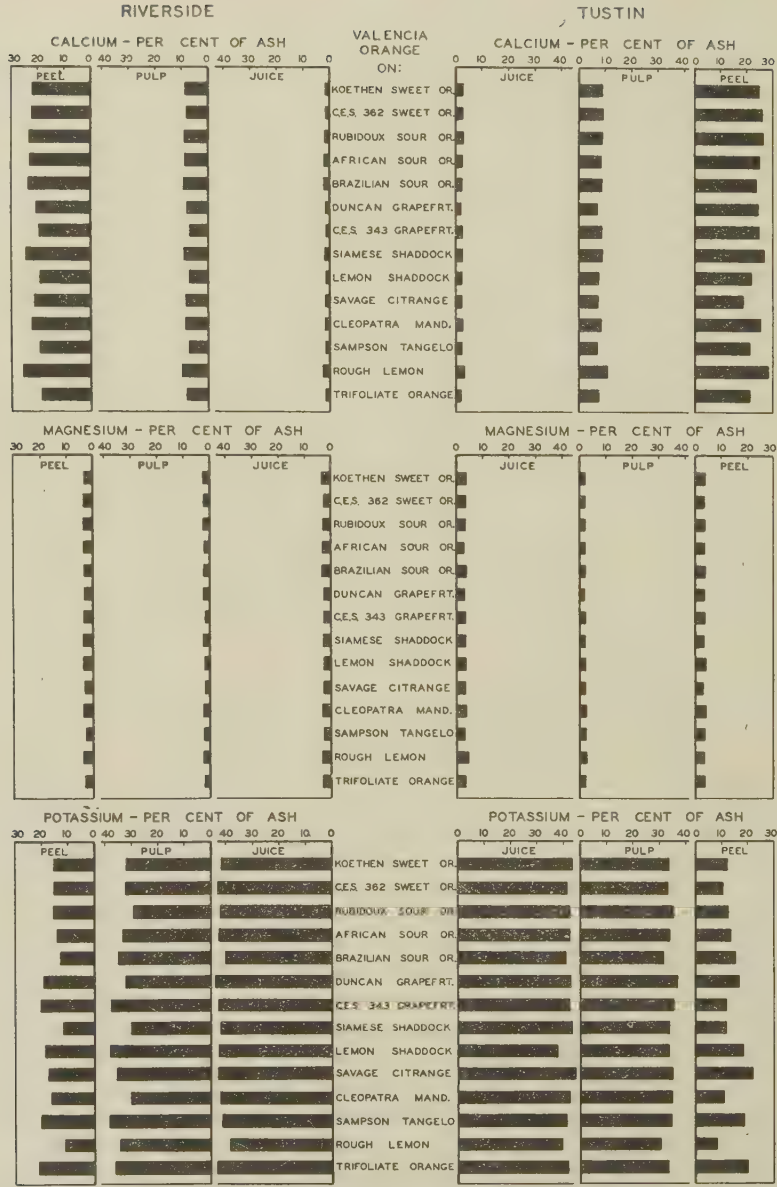 RIVERSIDE TUSTIN
VALENCIA
ORANGE
ON:
CALCIUM - PER CENT OF ASH CALCIUM - PER CENT OF ASH
30 20 10 0 10 0 40 30 20 10 0 0 10 20 30 40 0 10 20 30 40 0 10 20 30
PEEL PULP JUICE JUICE PULP PEEL
KOETHEN SWEET OR.
C.E.S. 362 SWEET OR.
RUBIDOUX SOUR OR.
AFRICAN SOUR OR.
BRAZILIAN SOUR OR.
DUNCAN GRAPEFRT.
C.E.S. 343 GRAPEFRT.
SIAMESE SHADDOCK
LEMON SHADDOCK
SAVAGE CITRANGE
CLEOPATRA MAND.
SAMPSON TANGELO
ROUGH LEMON
TRIFOLIATE ORANGE
MAGNESIUM - PER CENT OF ASH MAGNESIUM - PER CENT OF ASH
30 20 10 0 40 30 20 10 0 40 30 20 10 0 0 10 20 30 40 0 10 20 30 40 0 10 20 30
PEEL PULP JUICE JUICE PULP PEEL
KOETHEN SWEET OR.
C.E.S. 362 SWEET OR.
RUBIDOUX SOUR OR.
AFRICAN SOUR OR.
BRAZILIAN SOUR OR.
DUNCAN GRAPEFRT.
C.E.S. 343 GRAPEFRT.
SIAMESE SHADDOCK
LEMON SHADDOCK
SAVAGE CITRANGE
CLEOPATRA MAND.
SAMPSON TANGELO
ROUGH LEMON
TRIFOLIATE ORANGE
POTASSIUM - PER CENT OF ASH POTASSIUM - PER CENT OF ASH
30 20 10 0 40 30 20 10 0 40 30 20 10 0 0 10 20 30 40 0 10 20 30 40 0 10 20 30
PEEL PULP JUICE JUICE PULP PEEL
KOETHEN SWEET OR.
C.E.S. 362 SWEET OR.
RUBIDOUX SOUR OR.
AFRICAN SOUR OR.
BRAZILIAN SOUR OR.
DUNCAN GRAPEFRT.
C.E.S. 343 GRAPEFRT.
SIAMESE SHADDOCK
LEMON SHADDOCK
SAVAGE CITRANGE
CLEOPATRA MAND.
SAMPSON TANGELO
ROUGH LEMON
TRIFOLIATE ORANGE